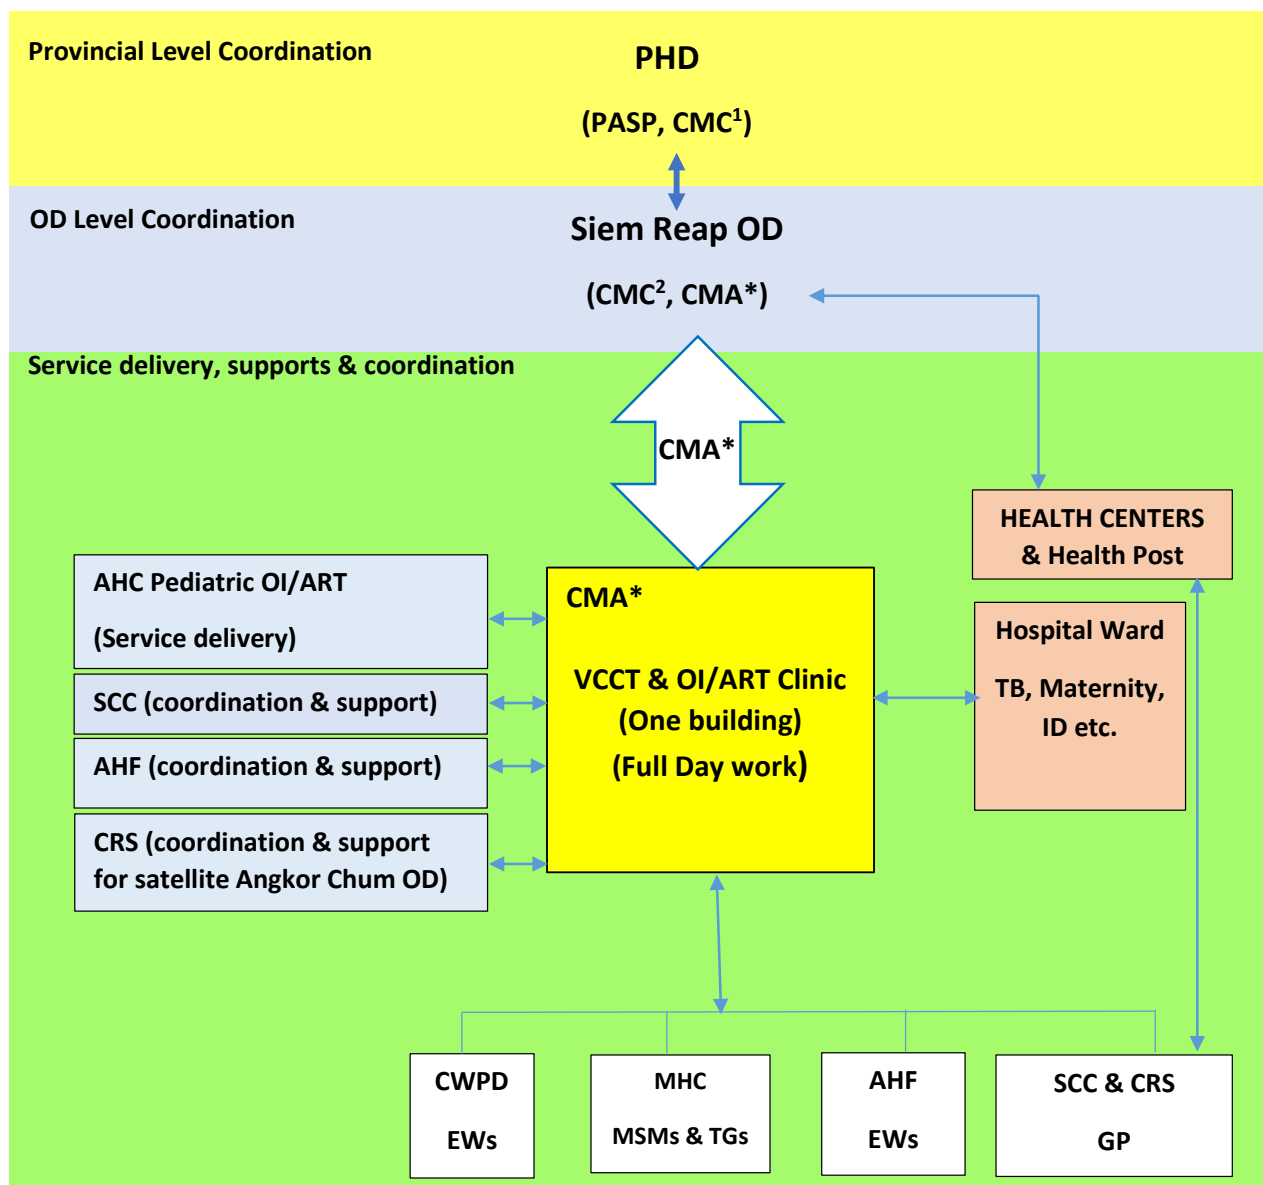 Provincial Level Coordination
PHD
(PASP, CMC¹)
OD Level Coordination
Siem Reap OD
(CMC², CMA*)
Service delivery, supports & coordination
CMA*
HEALTH CENTERS
& Health Post
AHC Pediatric OI/ART
(Service delivery)
SCC (coordination & support)
AHF (coordination & support)
CRS (coordination & support
for satellite Angkor Chum OD)
CMA*
VCCT & OI/ART Clinic
(One building)
(Full Day work)
Hospital Ward
TB, Maternity,
ID etc.
CWPD
EWs
MHC
MSMs & TGs
AHF
EWs
SCC & CRS
GP